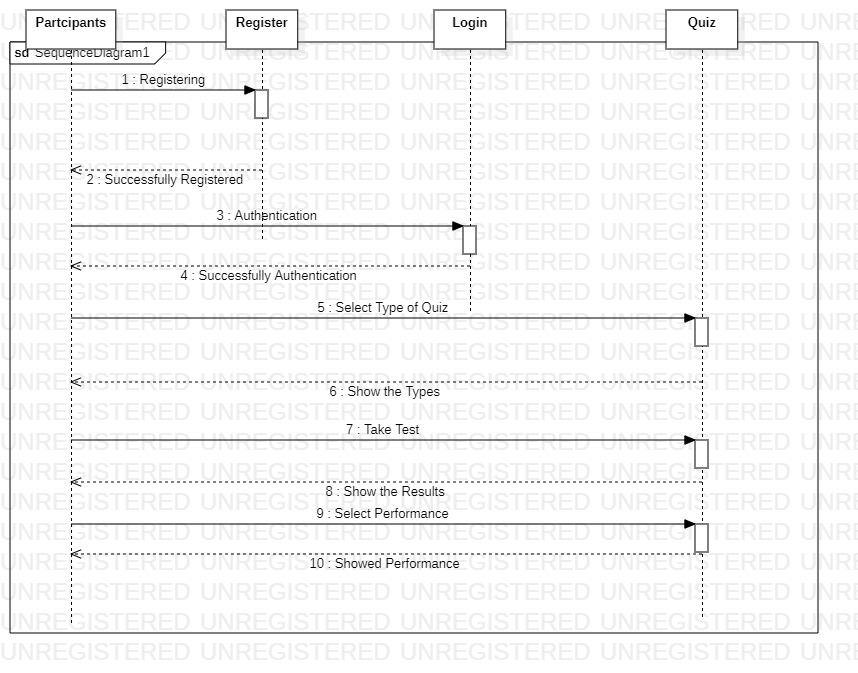 Partcipants
Register
Login
Quiz
sd SequenceDiagram1
1 : Registering
2 : Successfully Registered
3 : Authentication
4 : Successfully Authentication
5 : Select Type of Quiz
6 : Show the Types
7 : Take Test
8 : Show the Results
9 : Select Performance
10 : Showed Performance
UNREGISTERED UNREGISTERED UNREGISTERED UNREGISTERED UNRE